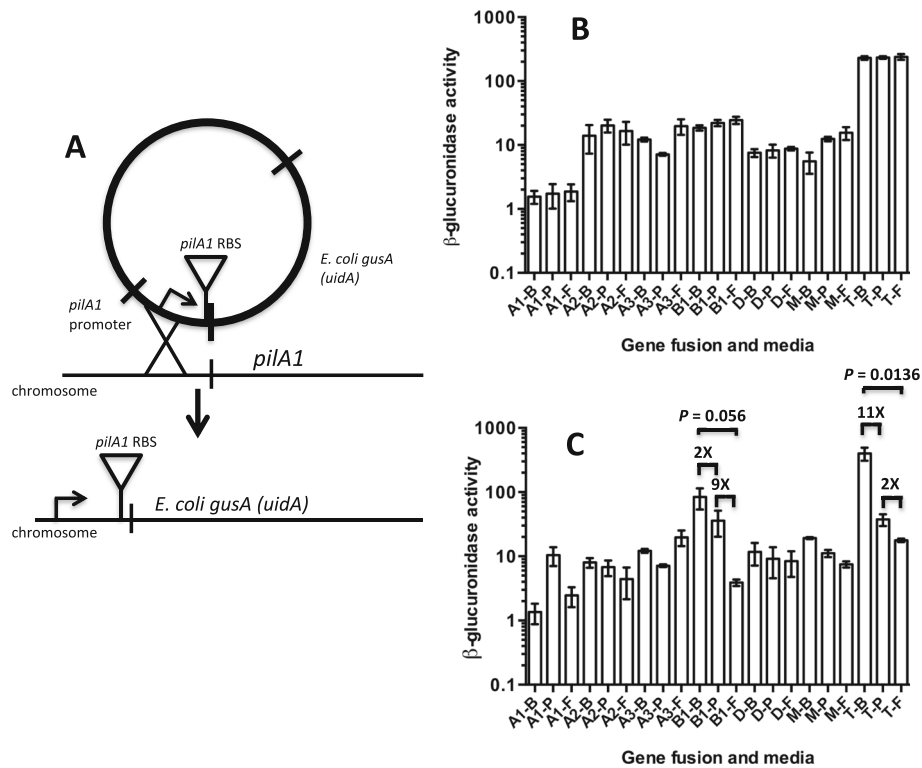 A
pilA1 RBS
E. coli gusA
(uidA)
pilA1
promoter
pilA1
chromosome
pilA1 RBS
E. coli gusA (uidA)
chromosome
B
β-glucuronidase activity
1000
100
10
1
0.1
A1-B
A1-P
A1-F
A2-B
A2-P
A2-F
A3-B
A3-P
A3-F
B1-B
B1-P
B1-F
D-B
D-P
D-F
M-B
M-P
M-F
T-B
T-P
T-F
Gene fusion and media
C
P = 0.0136
P = 0.056
11X
2X
9X
2X
β-glucuronidase activity
1000
100
10
1
0.1
A1-B
A1-P
A1-F
A2-B
A2-P
A2-F
A3-B
A3-P
A3-F
B1-B
B1-P
B1-F
D-B
D-P
D-F
M-B
M-P
M-F
T-B
T-P
T-F
Gene fusion and media